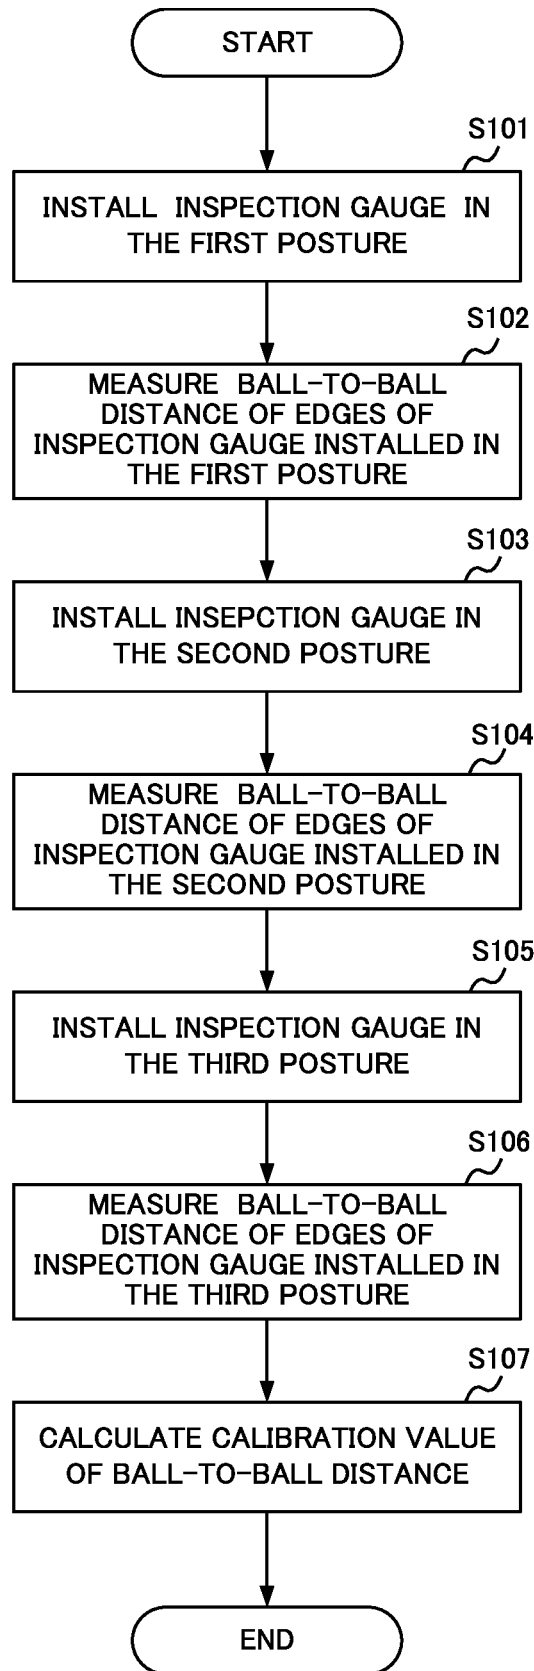 START
S101
INSTALL INSPECTION GAUGE IN
THE FIRST POSTURE
S102
MEASURE BALL-TO-BALL
DISTANCE OF EDGES OF
INSPECTION GAUGE INSTALLED IN
THE FIRST POSTURE
S103
INSTALL INSEPCTION GAUGE IN
THE SECOND POSTURE
S104
MEASURE BALL-TO-BALL
DISTANCE OF EDGES OF
INSPECTION GAUGE INSTALLED IN
THE SECOND POSTURE
S105
INSTALL INSPECTION GAUGE IN
THE THIRD POSTURE
S106
MEASURE BALL-TO-BALL
DISTANCE OF EDGES OF
INSPECTION GAUGE INSTALLED IN
THE THIRD POSTURE
S107
CALCULATE CALIBRATION VALUE
OF BALL-TO-BALL DISTANCE
END